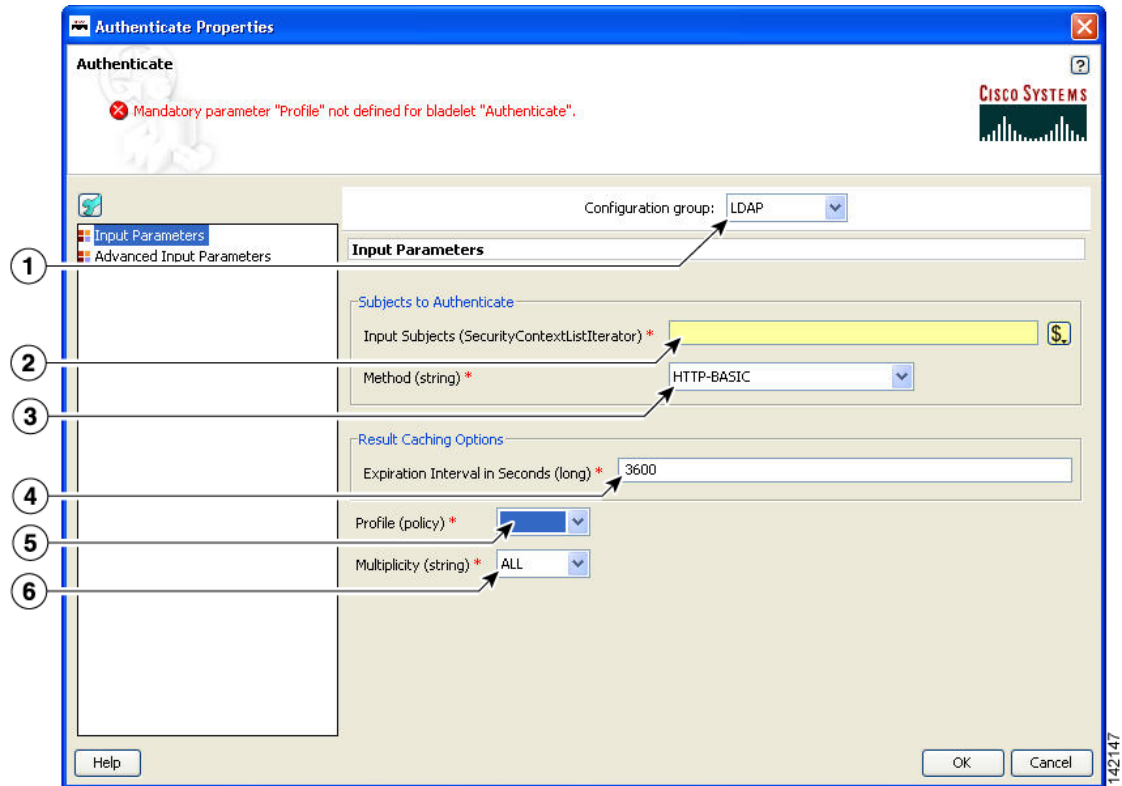 Authenticate Properties
Authenticate
?
CISCO SYSTEMS
Mandatory parameter "Profile" not defined for bladelet "Authenticate".
Configuration group: LDAP
Input Parameters
Advanced Input Parameters
Input Parameters
1
Subjects to Authenticate
Input Subjects (SecurityContextListIterator) *
$
2
Method (string) * HTTP-BASIC
3
Result Caching Options
Expiration Interval in Seconds (long) * 3600
4
Profile (policy) *
5
Multiplicity (string) * ALL
6
Help
OK
Cancel
142147